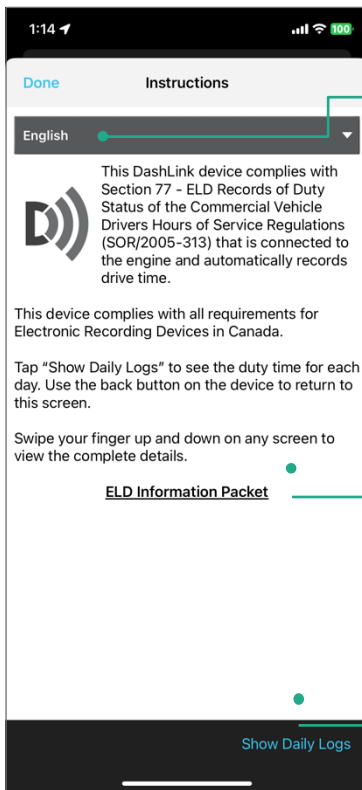 1:14
100
Done
Instructions
English
This DashLink device complies with
Section 77 - ELD Records of Duty
Status of the Commercial Vehicle
Drivers Hours of Service Regulations
(SOR/2005-313) that is connected to
the engine and automatically records
drive time.
This device complies with all requirements for
Electronic Recording Devices in Canada.
Tap “Show Daily Logs” to see the duty time for each
day. Use the back button on the device to return to
this screen.
Swipe your finger up and down on any screen to
view the complete details.
ELD Information Packet
Show Daily Logs